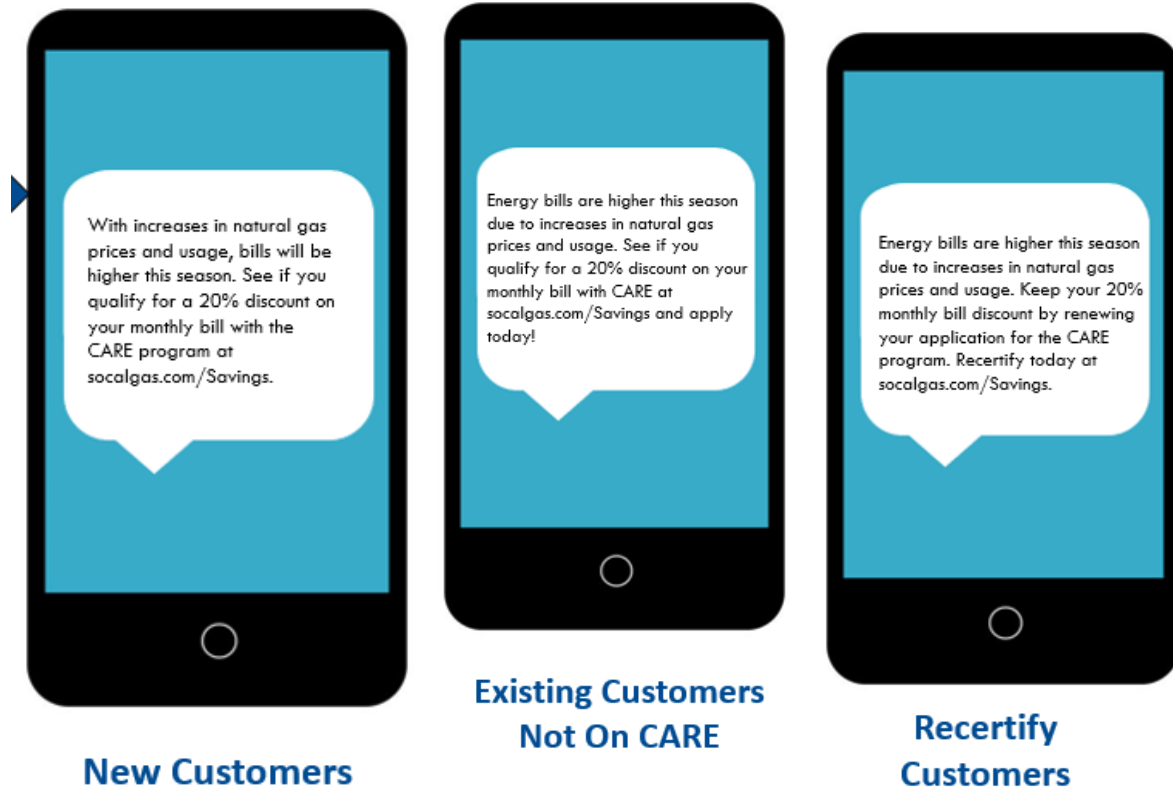 With increases in natural gas
prices and usage, bills will be
higher this season. See if you
qualify for a 20% discount on
your monthly bill with the
CARE program at
socalgas.com/Savings.
New Customers
Energy bills are higher this season
due to increases in natural gas
prices and usage. See if you
qualify for a 20% discount on your
monthly bill with CARE at
socalgas.com/Savings and apply
today!
Existing Customers
Not On CARE
Energy bills are higher this season
due to increases in natural gas
prices and usage. Keep your 20%
monthly bill discount by renewing
your application for the CARE
program. Recertify today at
socalgas.com/Savings.
Recertify
Customers